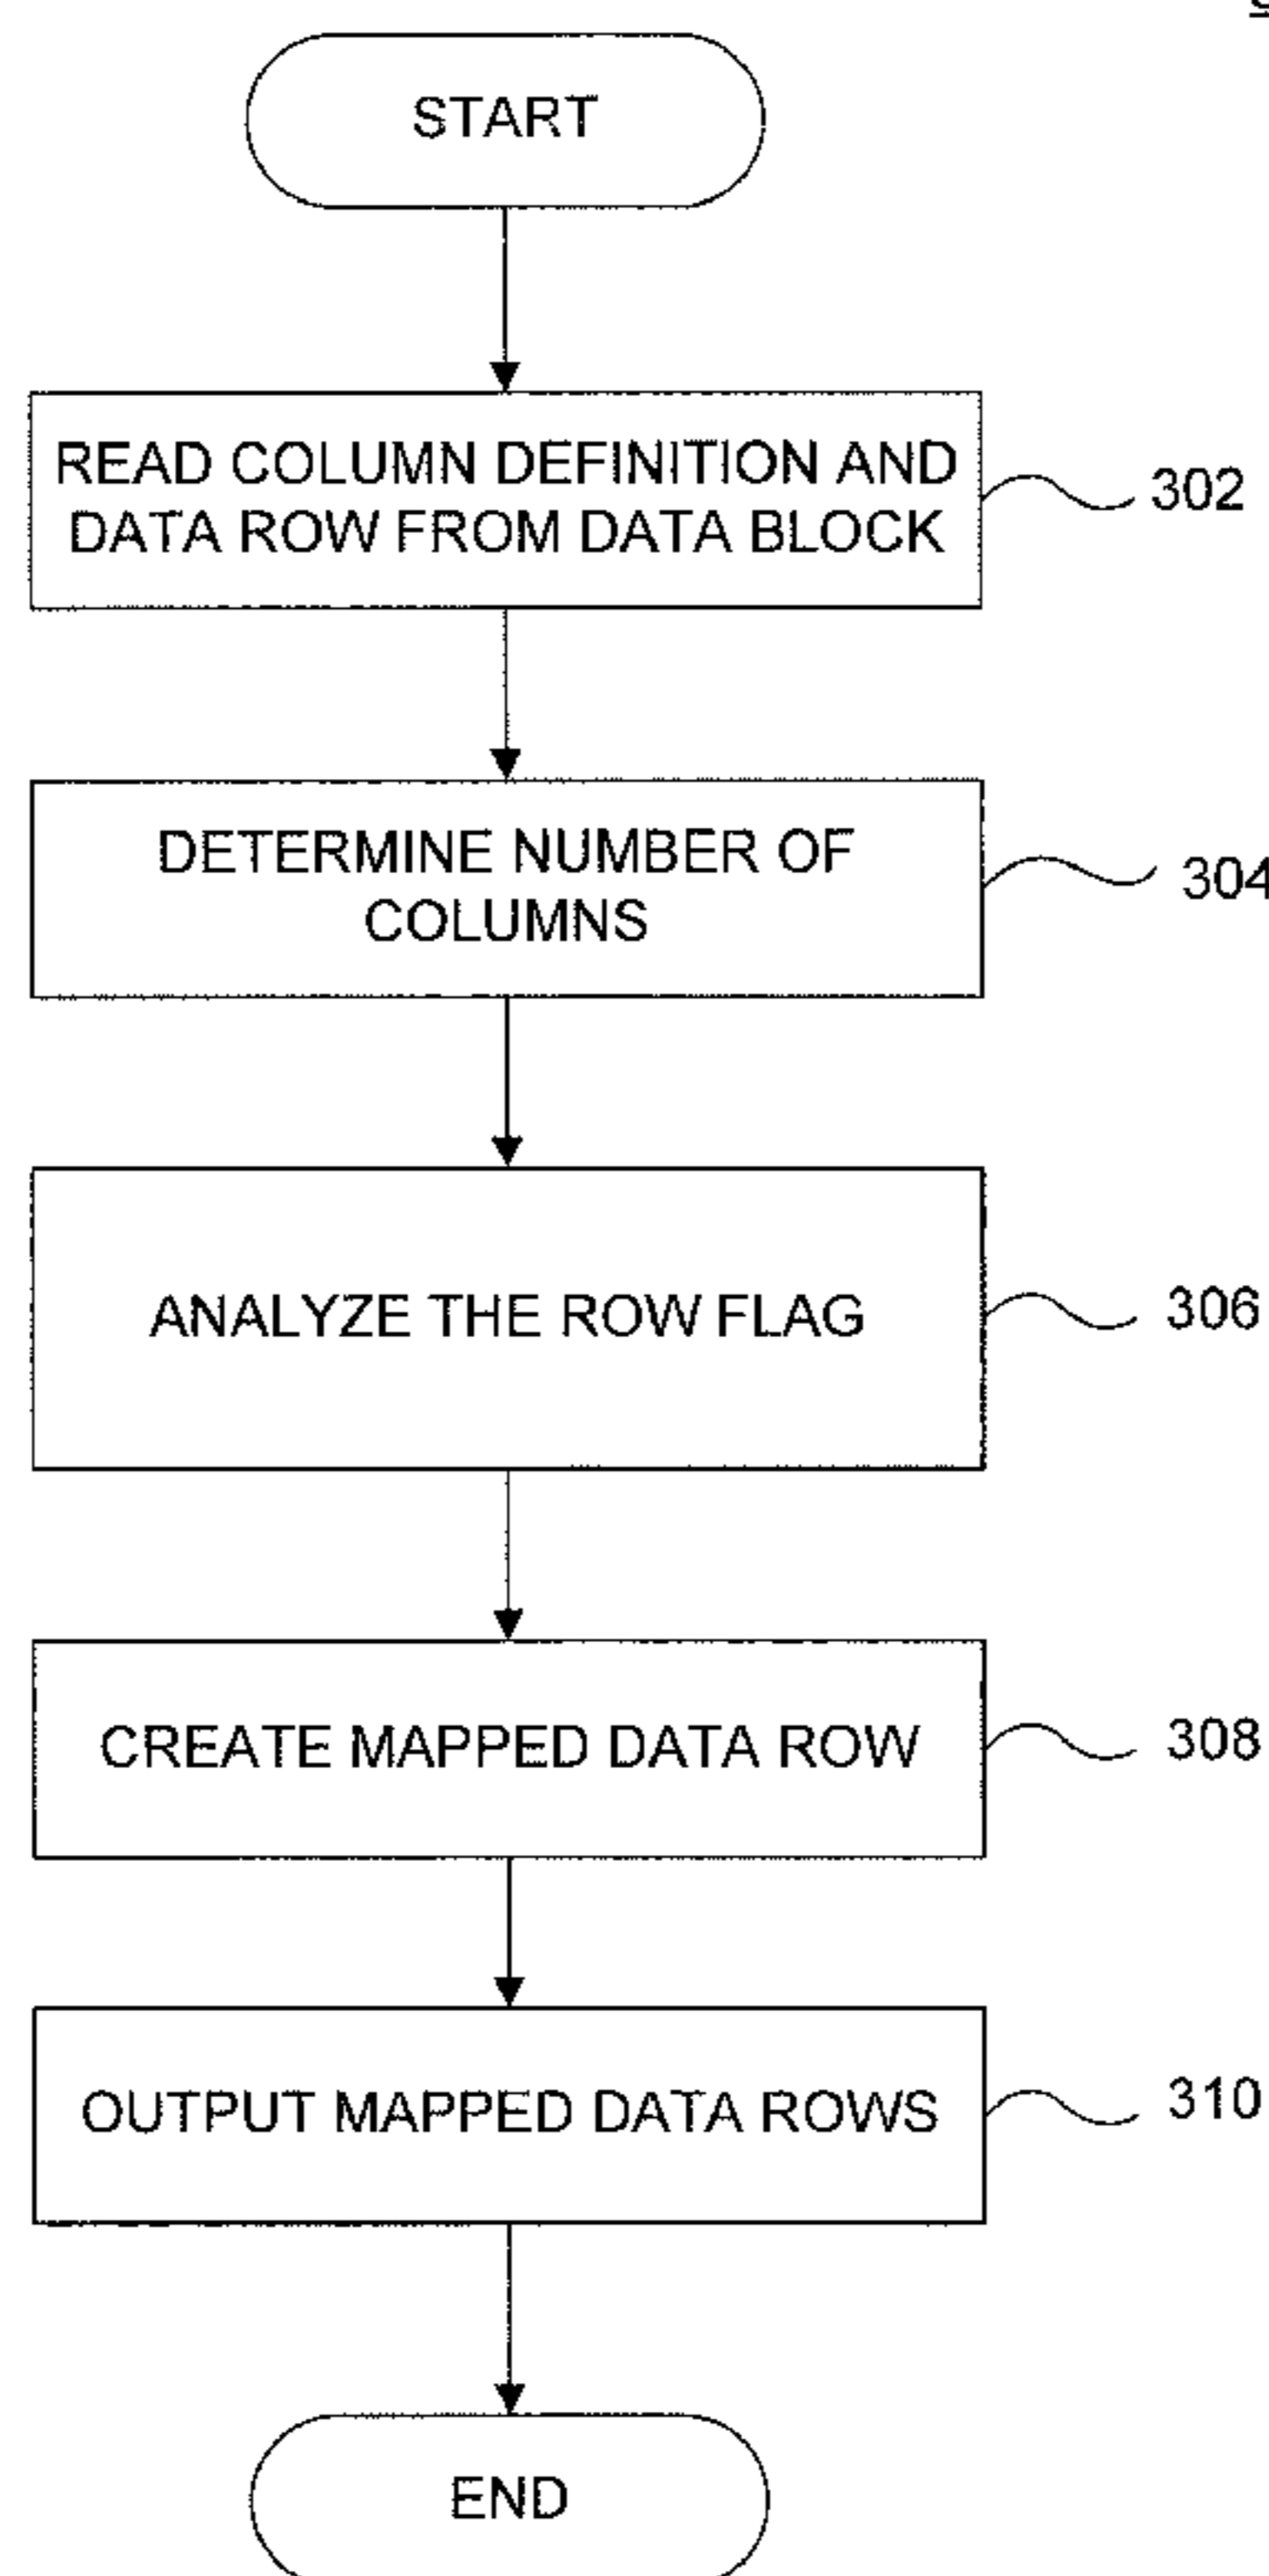 START
READ COLUMN DEFINITION AND
DATA ROW FROM DATA BLOCK
302
DETERMINE NUMBER OF
COLUMNS
304
ANALYZE THE ROW FLAG
306
CREATE MAPPED DATA ROW
308
OUTPUT MAPPED DATA ROWS
310
END